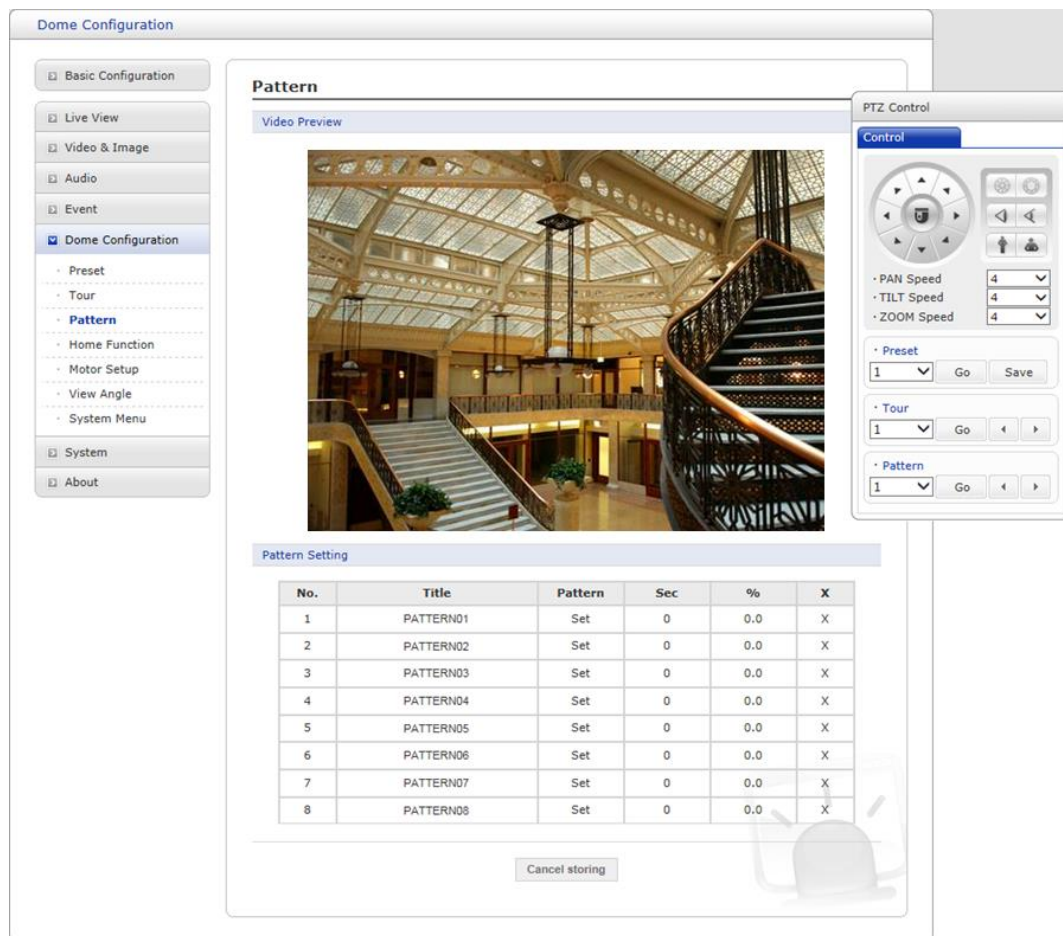 Dome Configuration
Basic Configuration
Live View
Video & Image
Audio
Event
Dome Configuration
Preset
Tour
Pattern
Home Function
Motor Setup
View Angle
System Menu
System
About
Pattern
Video Preview
Pattern Setting
No. Title Pattern Sec % X
1 PATTERN01 Set 0 0.0 X
2 PATTERN02 Set 0 0.0 X
3 PATTERN03 Set 0 0.0 X
4 PATTERN04 Set 0 0.0 X
5 PATTERN05 Set 0 0.0 X
6 PATTERN06 Set 0 0.0 X
7 PATTERN07 Set 0 0.0 X
8 PATTERN08 Set 0 0.0 X
Cancel storing
PTZ Control
Control
PAN Speed 4
TILT Speed 4
ZOOM Speed 4
Preset
1 Go Save
Tour
1 Go
Pattern
1 Go